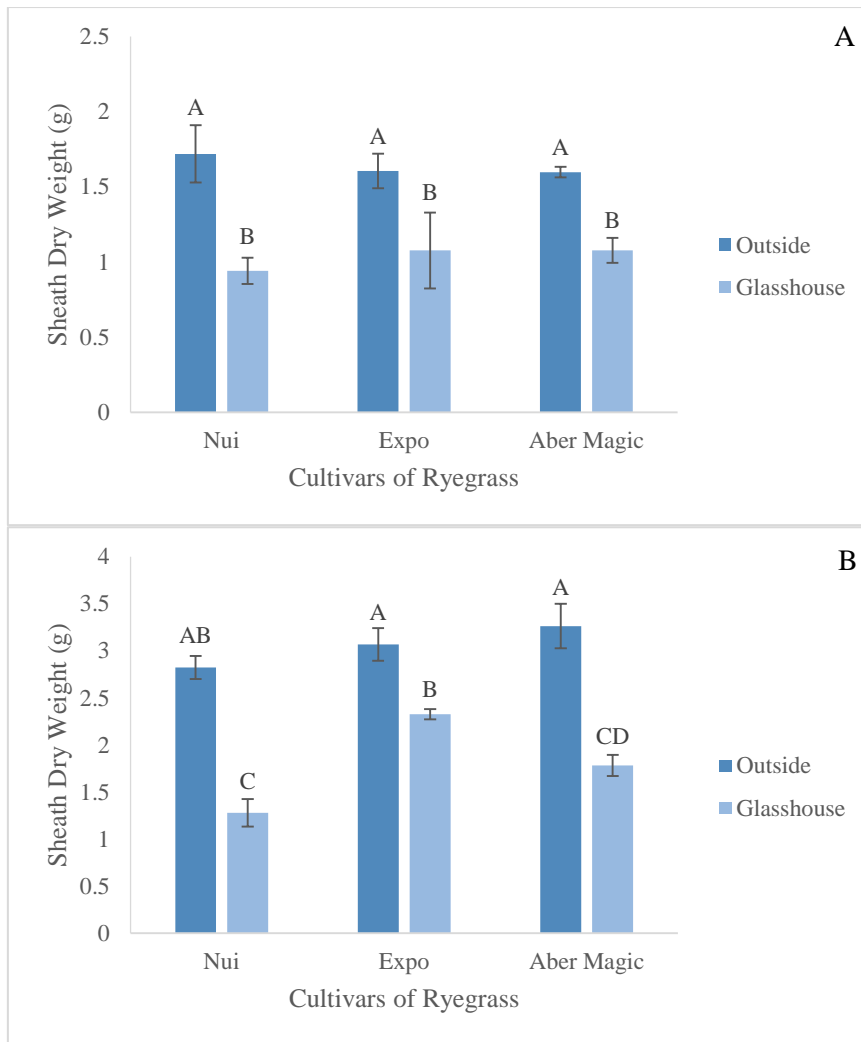 A
2.5
2
1.5
1
0.5
0
Sheath Dry Weight (g)
A
B
A
B
A
B
Outside
Glasshouse
Nui
Expo
Aber Magic
Cultivars of Ryegrass
B
4
3.5
3
2.5
2
1.5
1
0.5
0
Sheath Dry Weight (g)
AB
C
A
B
A
CD
Outside
Glasshouse
Nui
Expo
Aber Magic
Cultivars of Ryegrass